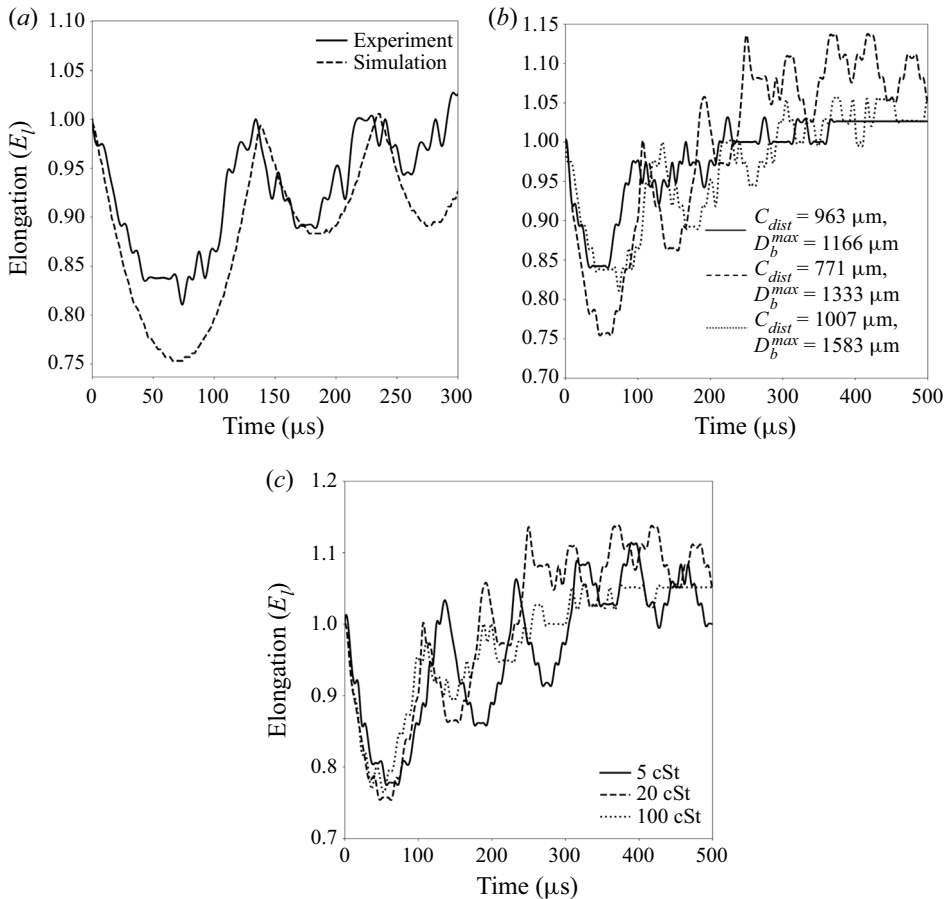 (a)
1.10
1.05
1.00
0.95
0.90
0.85
0.80
0.75
Elongation (E_l)
Experiment
Simulation
0 50 100 150 200 250 300
Time (μs)
(b)
1.15
1.10
1.05
1.00
0.95
0.90
0.85
0.80
0.75
0.70
C_dist = 963 μm,
D_b^max = 1166 μm
C_dist = 771 μm,
D_b^max = 1333 μm
C_dist = 1007 μm,
D_b^max = 1583 μm
0 100 200 300 400 500
Time (μs)
(c)
1.2
1.1
1.0
0.9
0.8
0.7
Elongation (E_l)
5 cSt
20 cSt
100 cSt
0 100 200 300 400 500
Time (μs)